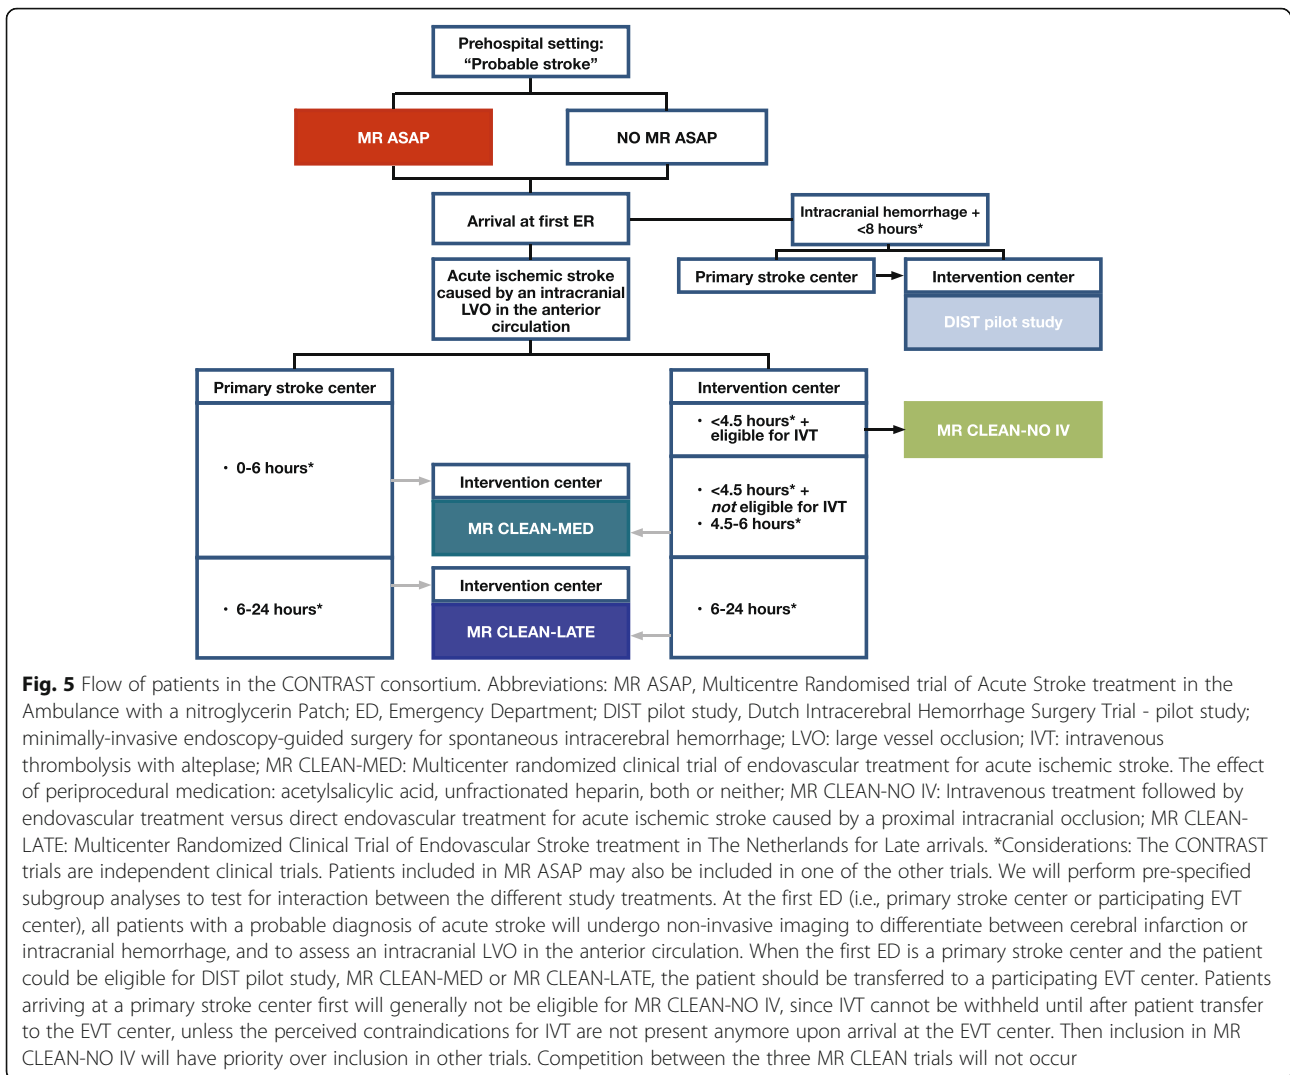 Prehospital setting:
“Probable stroke”
MR ASAP
NO MR ASAP
Arrival at first ER
Intracranial hemorrhage +
<8 hours*
Primary stroke center
Intervention center
DIST pilot study
Acute ischemic stroke
caused by an intracranial
LVO in the anterior
circulation
Primary stroke center
• 0-6 hours*
• 6-24 hours*
Intervention center
MR CLEAN-MED
Intervention center
MR CLEAN-LATE
Intervention center
• <4.5 hours* +
eligible for IVT
• <4.5 hours* +
not eligible for IVT
• 4.5-6 hours*
• 6-24 hours*
MR CLEAN-NO IV
Fig. 5 Flow of patients in the CONTRAST consortium. Abbreviations: MR ASAP, Multicentre Randomised trial of Acute Stroke treatment in the
Ambulance with a nitroglycerin Patch; ED, Emergency Department; DIST pilot study, Dutch Intracerebral Hemorrhage Surgery Trial - pilot study;
minimally-invasive endoscopy-guided surgery for spontaneous intracerebral hemorrhage; LVO: large vessel occlusion; IVT: intravenous
thrombolysis with alteplase; MR CLEAN-MED: Multicenter randomized clinical trial of endovascular treatment for acute ischemic stroke. The effect
of periprocedural medication: acetylsalicylic acid, unfractionated heparin, both or neither; MR CLEAN-NO IV: Intravenous treatment followed by
endovascular treatment versus direct endovascular treatment for acute ischemic stroke caused by a proximal intracranial occlusion; MR CLEAN-
LATE: Multicenter Randomized Clinical Trial of Endovascular Stroke treatment in The Netherlands for Late arrivals. *Considerations: The CONTRAST
trials are independent clinical trials. Patients included in MR ASAP may also be included in one of the other trials. We will perform pre-specified
subgroup analyses to test for interaction between the different study treatments. At the first ED (i.e., primary stroke center or participating EVT
center), all patients with a probable diagnosis of acute stroke will undergo non-invasive imaging to differentiate between cerebral infarction or
intracranial hemorrhage, and to assess an intracranial LVO in the anterior circulation. When the first ED is a primary stroke center and the patient
could be eligible for DIST pilot study, MR CLEAN-MED or MR CLEAN-LATE, the patient should be transferred to a participating EVT center. Patients
arriving at a primary stroke center first will generally not be eligible for MR CLEAN-NO IV, since IVT cannot be withheld until after patient transfer
to the EVT center, unless the perceived contraindications for IVT are not present anymore upon arrival at the EVT center. Then inclusion in MR
CLEAN-NO IV will have priority over inclusion in other trials. Competition between the three MR CLEAN trials will not occur